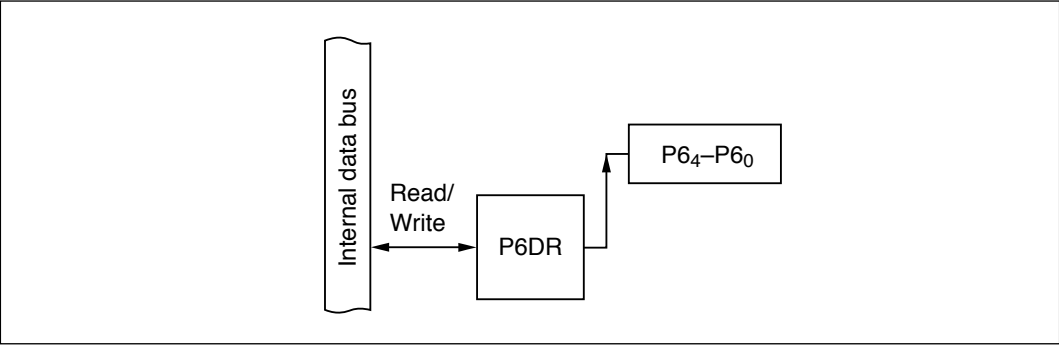 Internal data bus
Read/
Write
P6DR
P6₄–P6₀